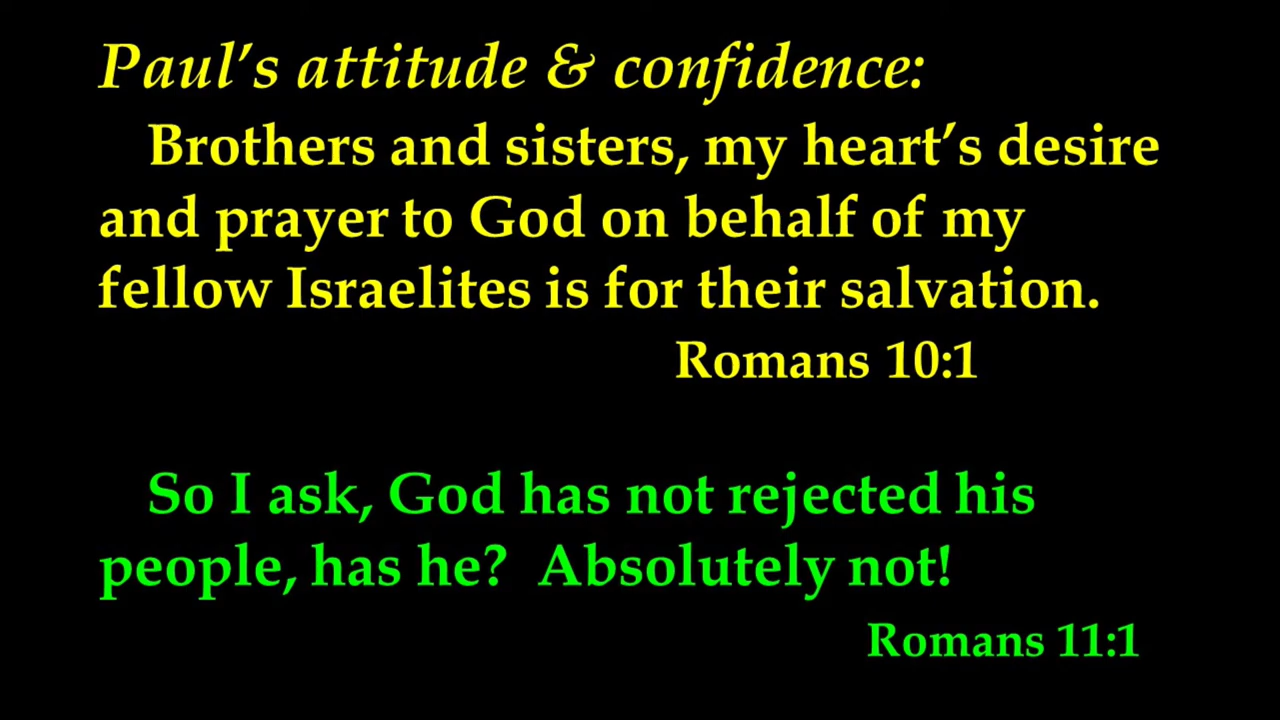 Paul’s attitude & confidence:
Brothers and sisters, my heart’s desire
and prayer to God on behalf of my
fellow Israelites is for their salvation.
Romans 10:1
So I ask, God has not rejected his
people, has he?  Absolutely not!
Romans 11:1